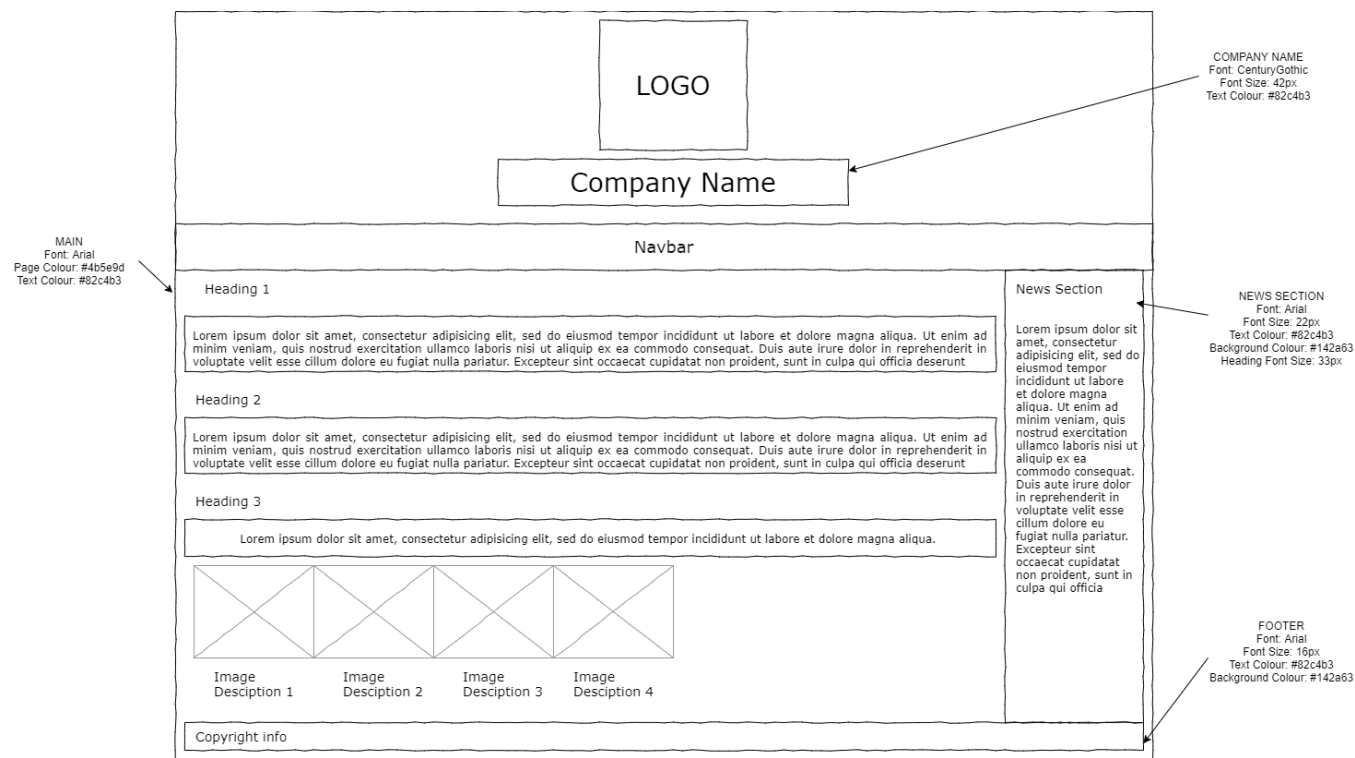 LOGO
COMPANY NAME
Font: CenturyGothic
Font Size: 42px
Text Colour: #82c4b3
Company Name
Navbar
MAIN
Font: Arial
Page Colour: #4b5e9d
Text Colour: #82c4b3
Heading 1
Lorem ipsum dolor sit amet, consectetur adipisicing elit, sed do eiusmod tempor incididunt ut labore et dolore magna aliqua. Ut enim ad
minim veniam, quis nostrud exercitation ullamco laboris nisi ut aliquip ex ea commodo consequat. Duis aute irure dolor in reprehenderit in
voluptate velit esse cillum dolore eu fugiat nulla pariatur. Excepteur sint occaecat cupidatat non proident, sunt in culpa qui officia deserunt
Heading 2
Lorem ipsum dolor sit amet, consectetur adipisicing elit, sed do eiusmod tempor incididunt ut labore et dolore magna aliqua. Ut enim ad
minim veniam, quis nostrud exercitation ullamco laboris nisi ut aliquip ex ea commodo consequat. Duis aute irure dolor in reprehenderit in
voluptate velit esse cillum dolore eu fugiat nulla pariatur. Excepteur sint occaecat cupidatat non proident, sunt in culpa qui officia deserunt
Heading 3
Lorem ipsum dolor sit amet, consectetur adipisicing elit, sed do eiusmod tempor incididunt ut labore et dolore magna aliqua.
Image
Desciption 1
Image
Desciption 2
Image
Desciption 3
Image
Desciption 4
News Section
Lorem ipsum dolor sit
amet, consectetur
adipisicing elit, sed do
eiusmod tempor
incididunt ut labore
et dolore magna
aliqua. Ut enim ad
minim veniam, quis
nostrud exercitation
ullamco laboris nisi ut
aliquip ex ea
commodo consequat.
Duis aute irure dolor
in reprehenderit in
voluptate velit esse
cillum dolore eu
fugiat nulla pariatur.
Excepteur sint
occaecat cupidatat
non proident, sunt in
culpa qui officia
NEWS SECTION
Font: Arial
Font Size: 22px
Text Colour: #82c4b3
Background Colour: #142a63
Heading Font Size: 33px
FOOTER
Font: Arial
Font Size: 16px
Text Colour: #82c4b3
Background Colour: #142a63
Copyright info